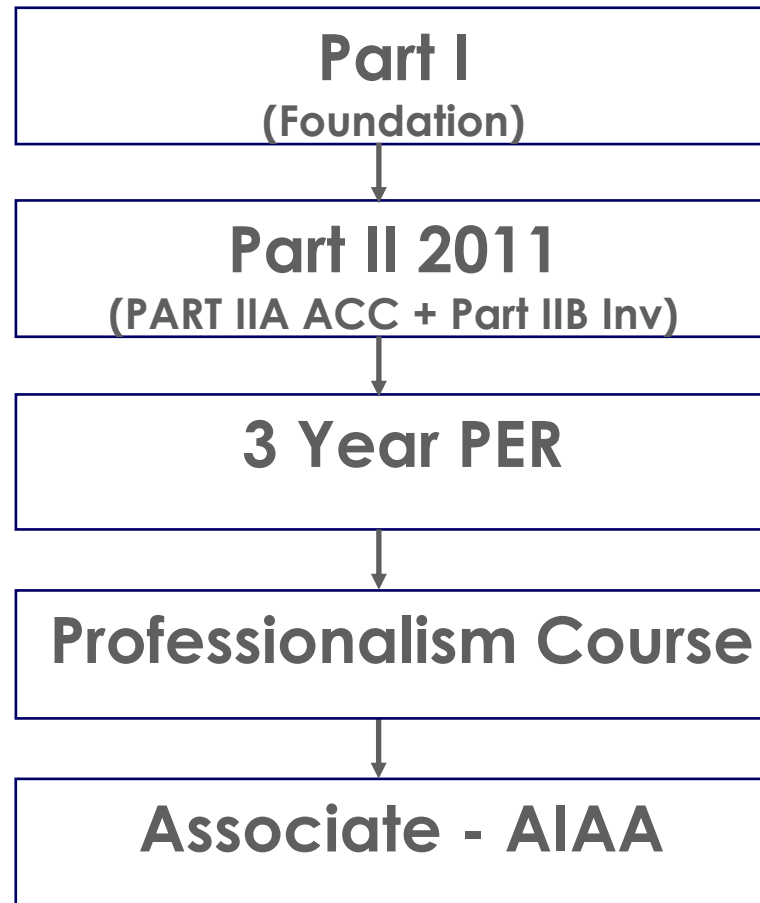 Part I
(Foundation)
Part II 2011
(PART IIA ACC + Part IIB Inv)
3 Year PER
Professionalism Course
Associate - AIAA